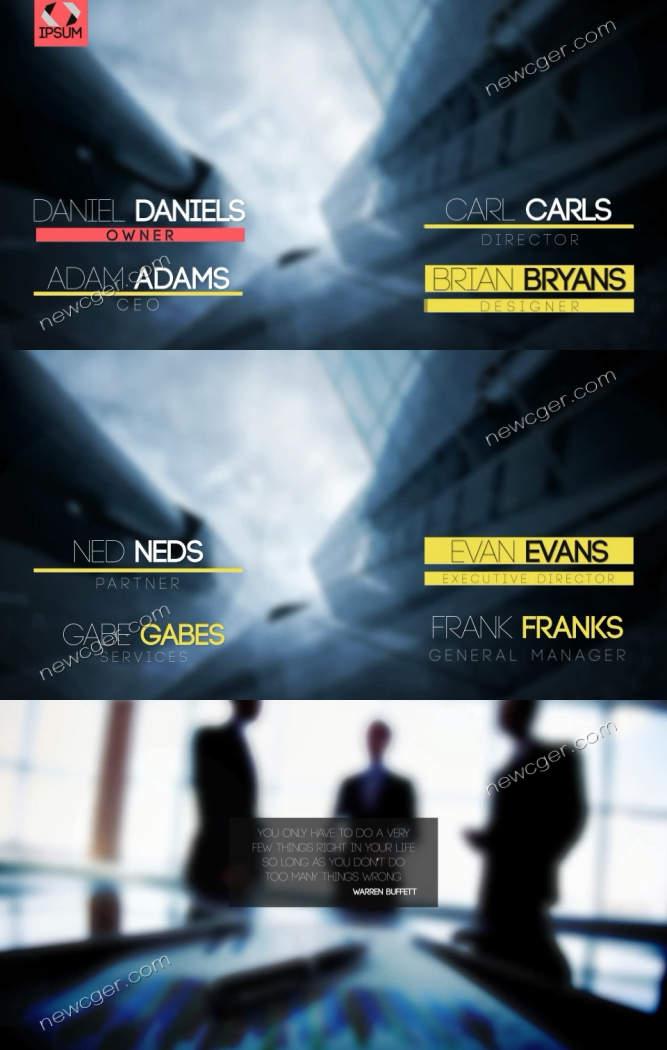 IPSUM
newcger.com
DANIEL DANIELS
OWNER
CARL CARLS
DIRECTOR
ADAM ADAMS
CEO
BRIAN BRYANS
DESIGNER
newcger.com
newcger.com
NED NEDS
PARTNER
EVAN EVANS
EXECUTIVE DIRECTOR
GABE GABES
SERVICES
FRANK FRANKS
GENERAL MANAGER
newcger.com
newcger.com
YOU ONLY HAVE TO DO A VERY
FEW THINGS RIGHT IN YOUR LIFE
SO LONG AS YOU DON'T DO
TOO MANY THINGS WRONG
WARREN BUFFETT
newcger.com